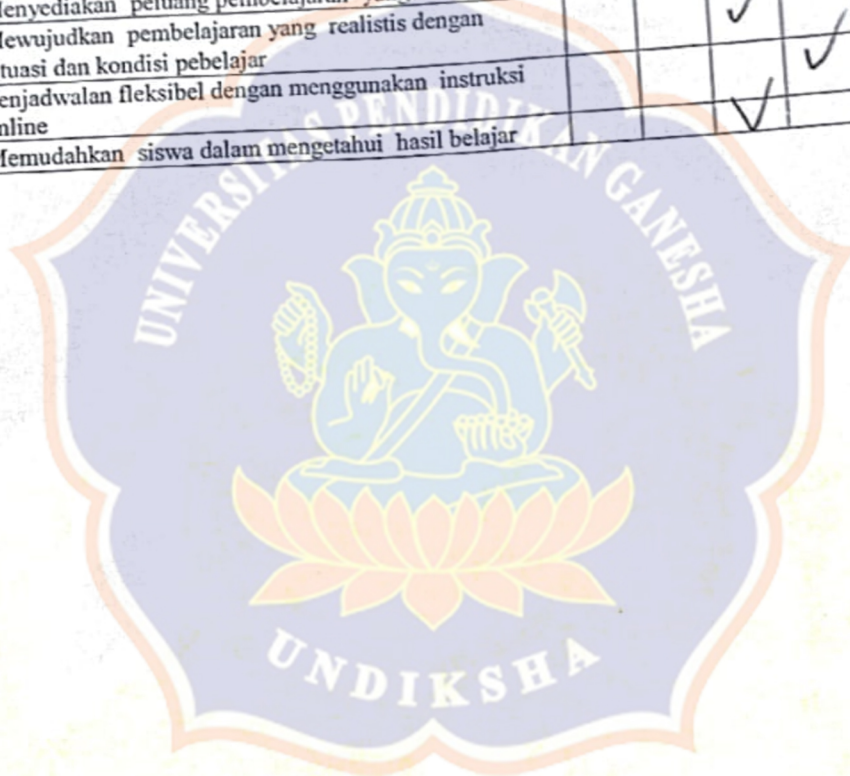 peluang
Mewujudkan pembelajaran yang realistis dengan
tuasi dan kondisi pebelajar
enjadwalan fleksibel dengan menggunakan instruksi
nline
Memudahkan siswa dalam mengetahui hasil belajar
UNIVERSITAS PENDIDIKAN GANESHA
UNDIKSHA